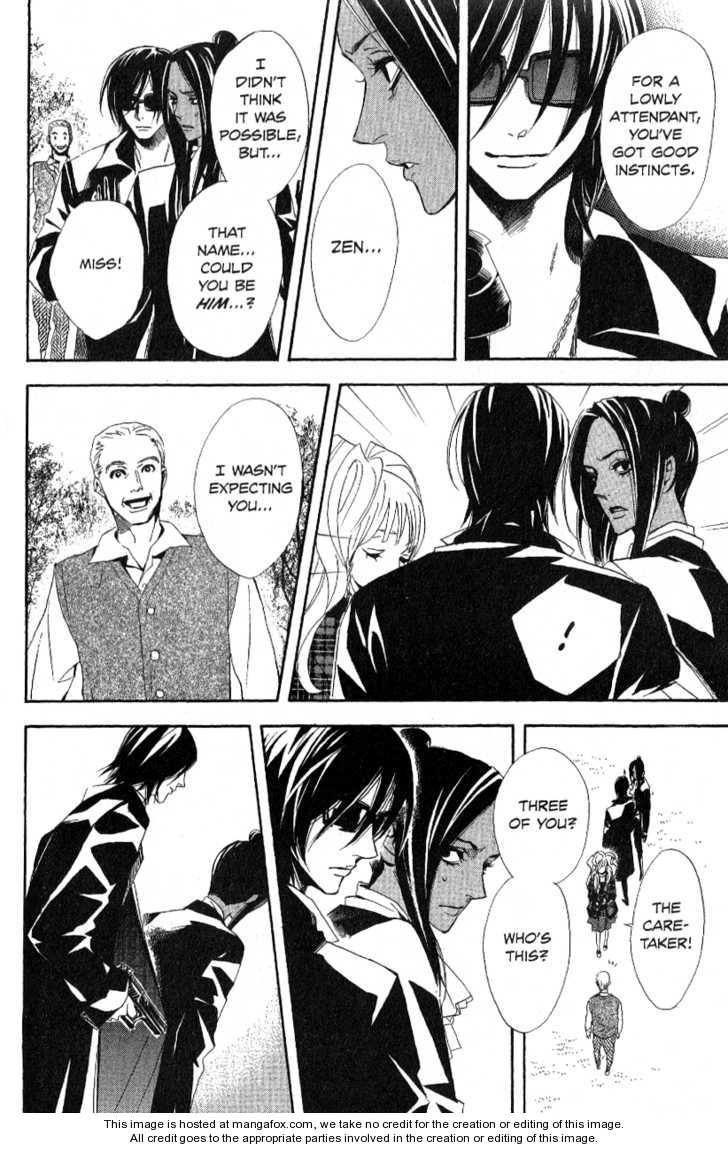 I
DIDN'T
THINK
IT WAS
POSSIBLE,
BUT...
THAT
NAME...
COULD
YOU BE
HIM...?
MISS!
ZEN...
FOR A
LOWLY
ATTENDANT,
YOU'VE
GOT GOOD
INSTINCTS.
I WASN'T
EXPECTING
YOU...
!
THREE
OF YOU?
WHO'S
THIS?
THE
CARE-
TAKER!
This image is hosted at mangafox.com, we take no credit for the creation or editing of this image.
All credit goes to the appropriate parties involved in the creation or editing of this image.